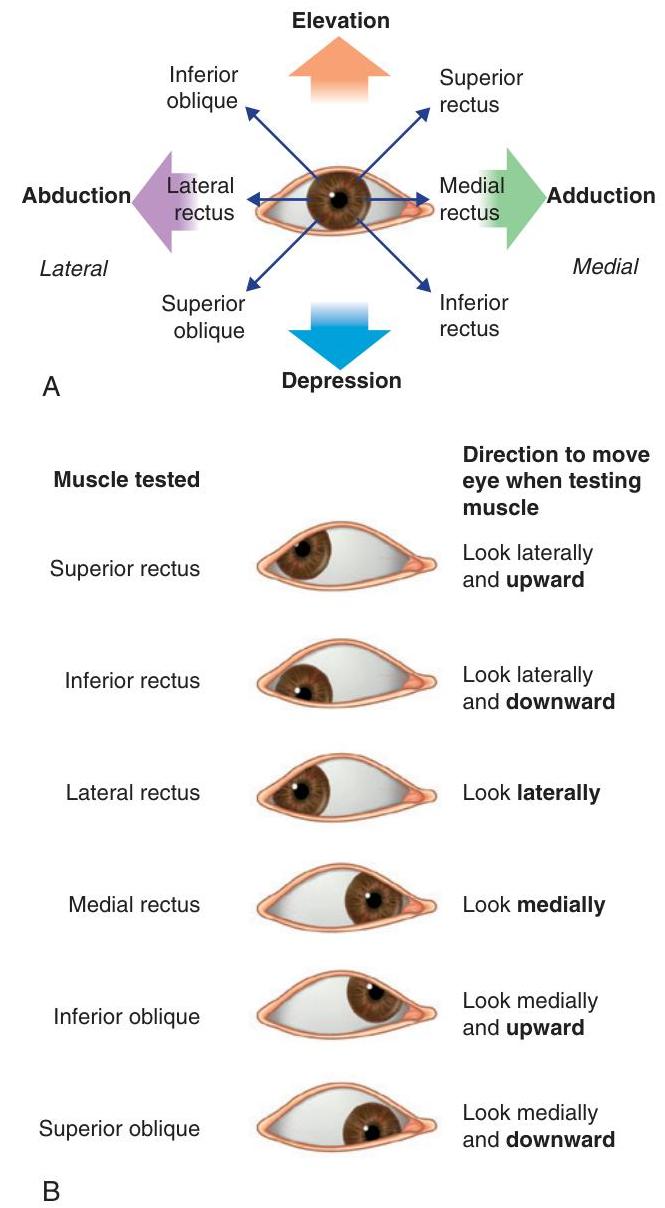 Elevation
Inferior
oblique
Superior
rectus
Abduction
Lateral
rectus
Medial
rectus
Adduction
Lateral
Medial
Superior
oblique
Inferior
rectus
Depression
A
Muscle tested
Direction to move
eye when testing
muscle
Superior rectus
Look laterally
and upward
Inferior rectus
Look laterally
and downward
Lateral rectus
Look laterally
Medial rectus
Look medially
Inferior oblique
Look medially
and upward
Superior oblique
Look medially
and downward
B